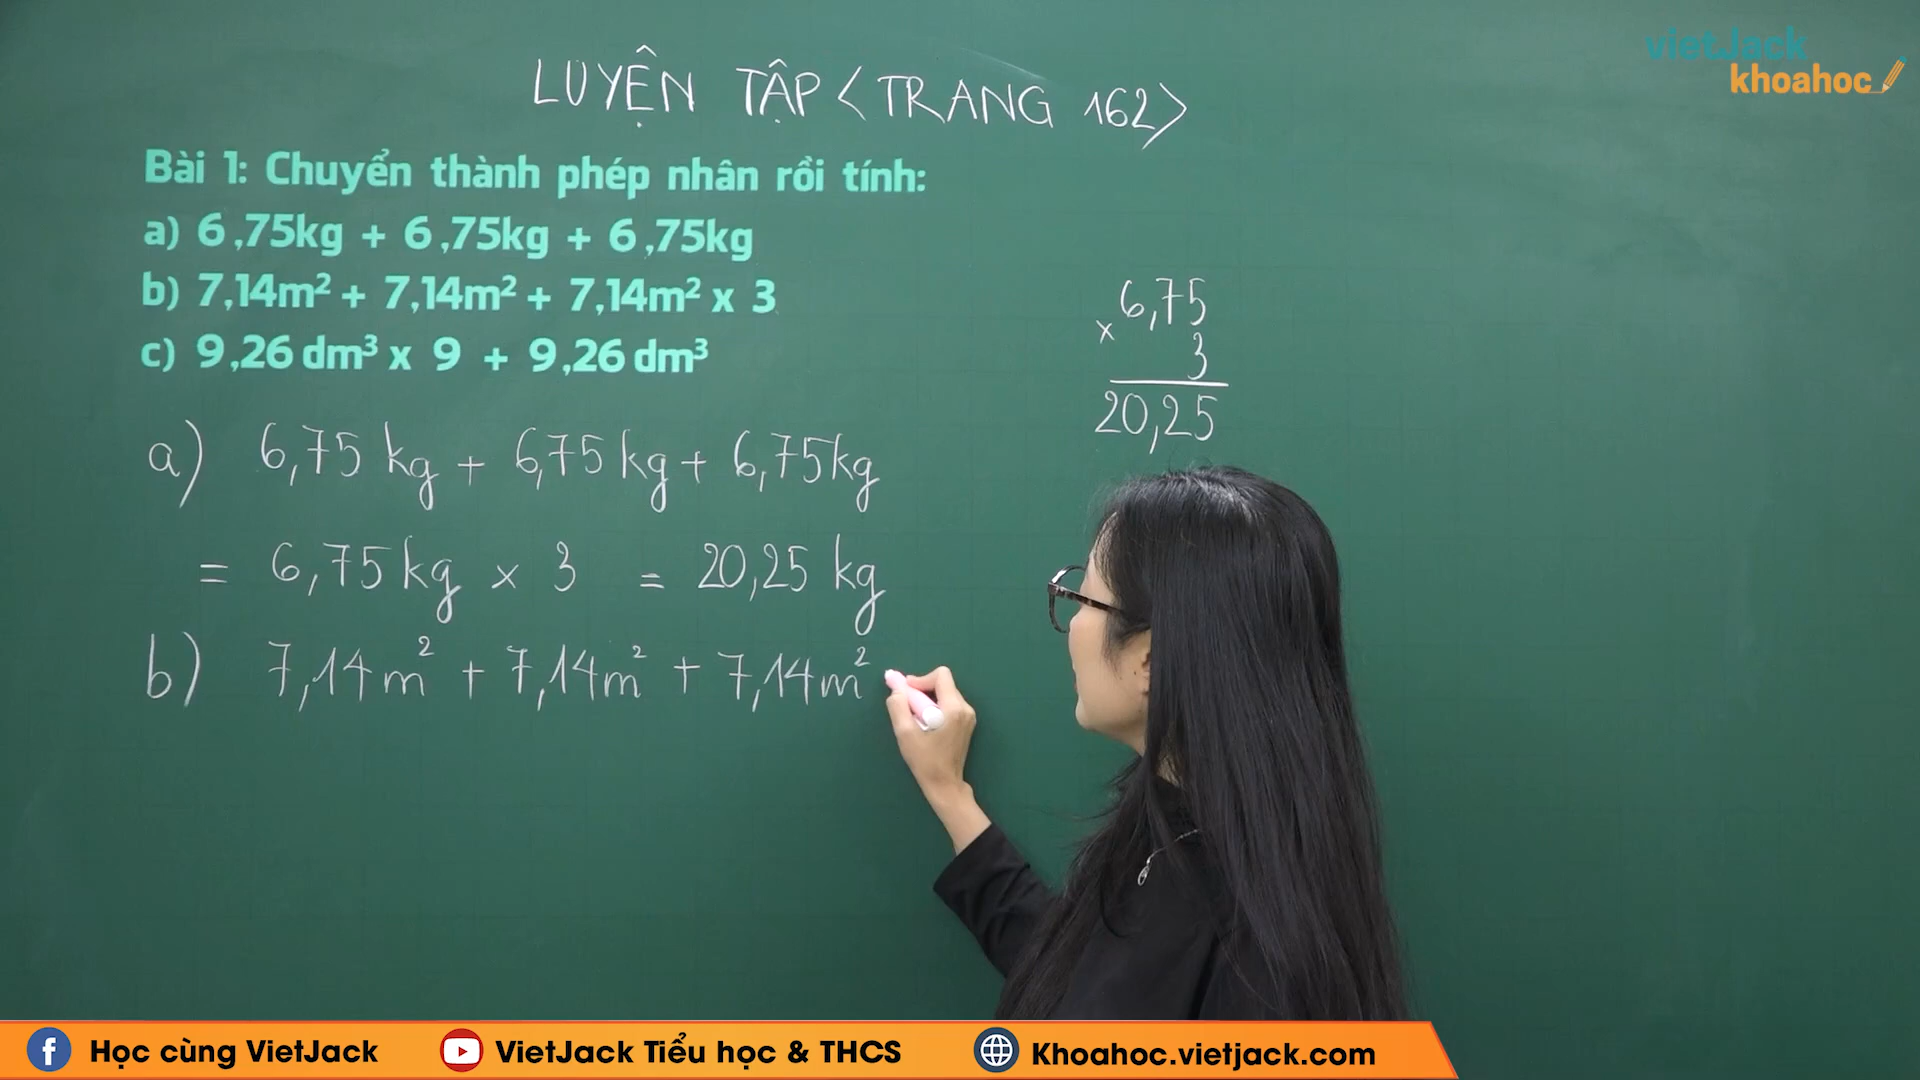 vietJack
khoahoc
LUYỆN TẬP <TRANG 162>
Bài 1: Chuyển thành phép nhân rồi tính:
a) 6,75kg + 6,75kg + 6,75kg
b) 7,14m² + 7,14m² + 7,14m² x 3
c) 9,26 dm³ x 9 + 9,26 dm³
6,75
x
3
20,25
a) 6,75 kg + 6,75 kg + 6,75kg
= 6,75 kg x 3 = 20,25 kg
b) 7,14 m² + 7,14m² + 7,14m²
Học cùng VietJack
VietJack Tiểu học & THCS
Khoahoc.vietjack.com